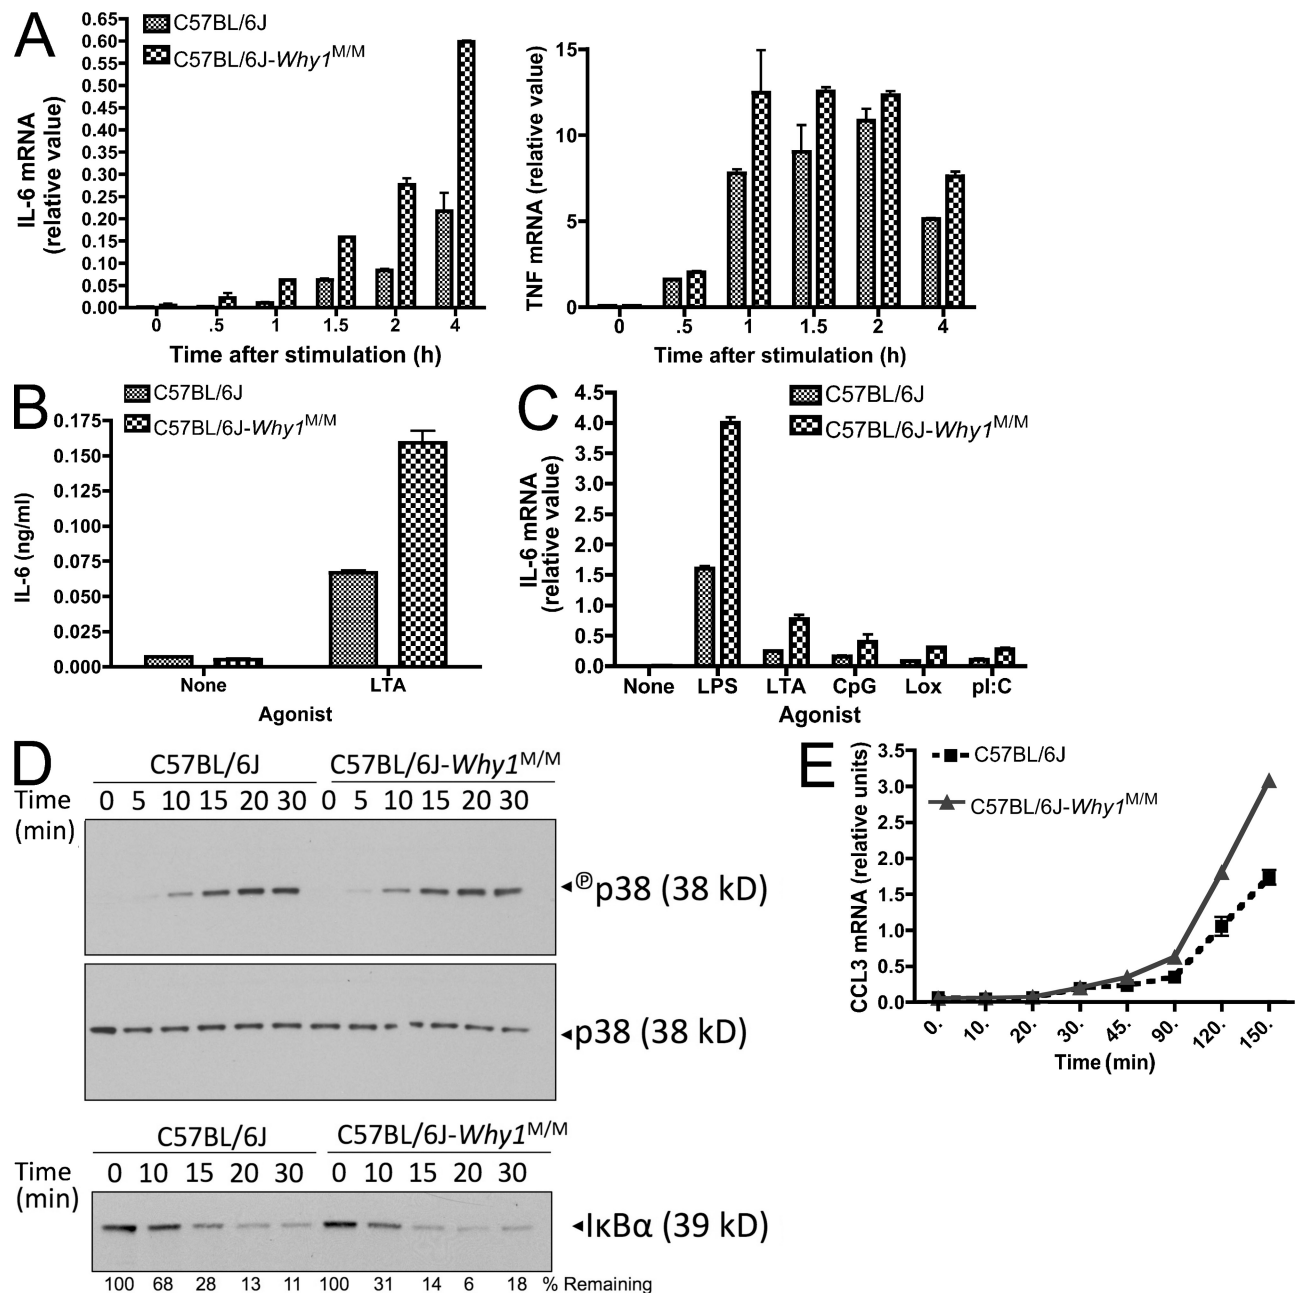 A
C57BL/6J
C57BL/6J-Why1M/M
IL-6 mRNA
(relative value)
0.65
0.60
0.55
0.50
0.45
0.40
0.35
0.30
0.25
0.20
0.15
0.10
0.05
0.00
0 .5 1 1.5 2 4
Time after stimulation (h)
TNF mRNA (relative value)
15
10
5
0
0 .5 1 1.5 2 4
Time after stimulation (h)
B
C57BL/6J
C57BL/6J-Why1M/M
IL-6 (ng/ml)
0.175
0.150
0.125
0.100
0.075
0.050
0.025
0.000
None LTA
Agonist
C
C57BL/6J
C57BL/6J-Why1M/M
IL-6 mRNA
(relative value)
4.5
4.0
3.5
3.0
2.5
2.0
1.5
1.0
0.5
0.0
None LPS LTA CpG Lox pI:C
Agonist
D
C57BL/6J C57BL/6J-Why1M/M
Time 0 5 10 15 20 30 0 5 10 15 20 30
(min)
◂Ⓟp38 (38 kD)
◂p38 (38 kD)
C57BL/6J C57BL/6J-Why1M/M
Time 0 10 15 20 30 0 10 15 20 30
(min)
◂IκBα (39 kD)
100 68 28 13 11 100 31 14 6 18 % Remaining
E
C57BL/6J
C57BL/6J-Why1M/M
CCL3 mRNA (relative units)
3.5
3.0
2.5
2.0
1.5
1.0
0.5
0.0
0. 10. 20. 30. 45. 90. 120. 150.
Time (min)